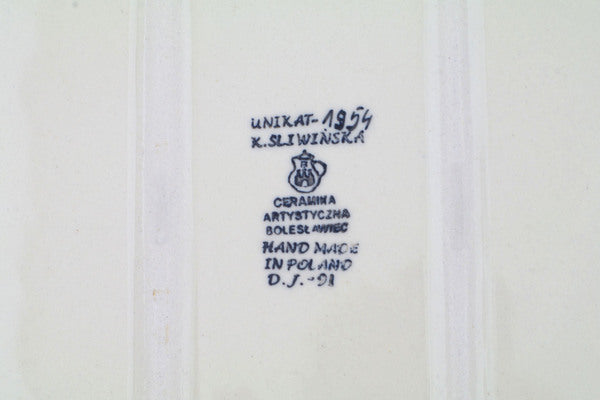 UNIKAT-1954
K.SLIWIŃSKA
CERAMIKA
ARTYSTYCZNA
BOLESŁAWIEC
HAND MADE
IN POLAND
D.J.-91